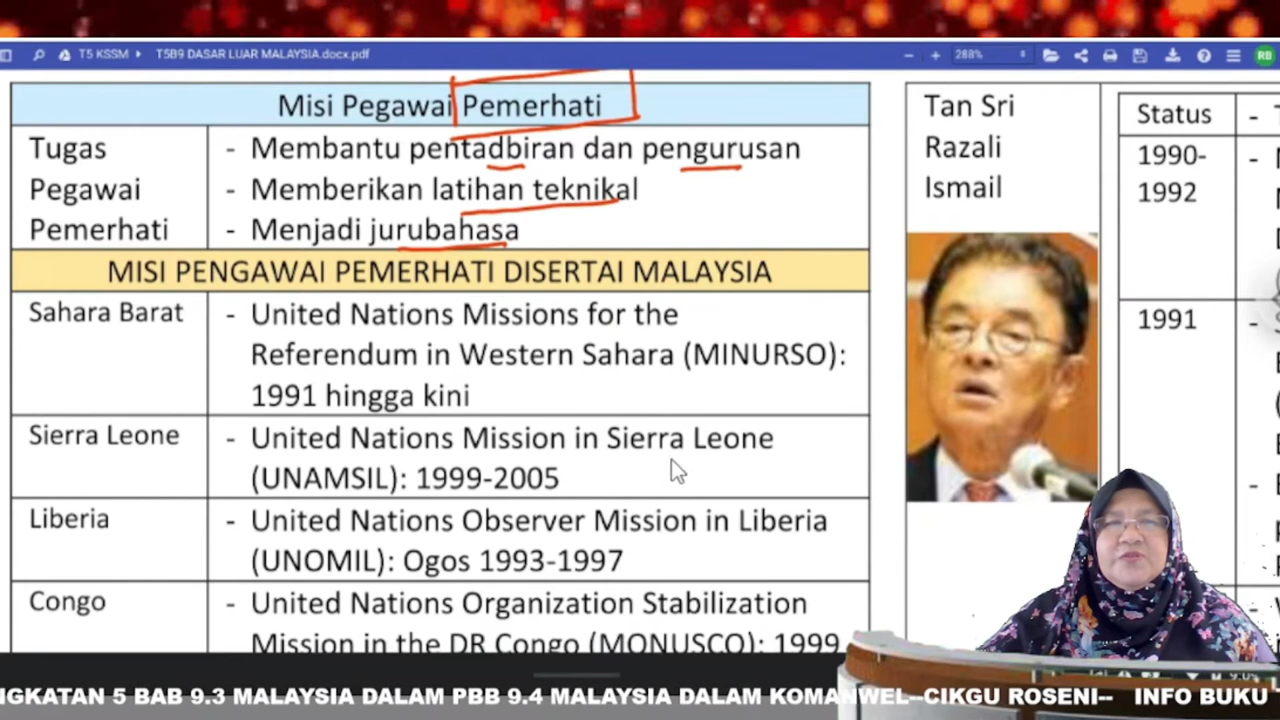 T5 KSSM
T5B9 DASAR LUAR MALAYSIA.docx.pdf
288%
RB
Misi Pegawai Pemerhati
Tugas
Pegawai
Pemerhati
- Membantu pentadbiran dan pengurusan
- Memberikan latihan teknikal
- Menjadi jurubahasa
MISI PENGAWAI PEMERHATI DISERTAI MALAYSIA
Sahara Barat
- United Nations Missions for the
Referendum in Western Sahara (MINURSO):
1991 hingga kini
Sierra Leone
- United Nations Mission in Sierra Leone
(UNAMSIL): 1999-2005
Liberia
- United Nations Observer Mission in Liberia
(UNOMIL): Ogos 1993-1997
Congo
- United Nations Organization Stabilization
Mission in the DR Congo (MONUSCO): 1999
Tan Sri
Razali
Ismail
Status
-
1990-
1992
-
1991
-
-
NGKATAN 5 BAB 9.3 MALAYSIA DALAM PBB 9.4 MALAYSIA DALAM KOMANWEL--CIKGU ROSENI-- INFO BUKU